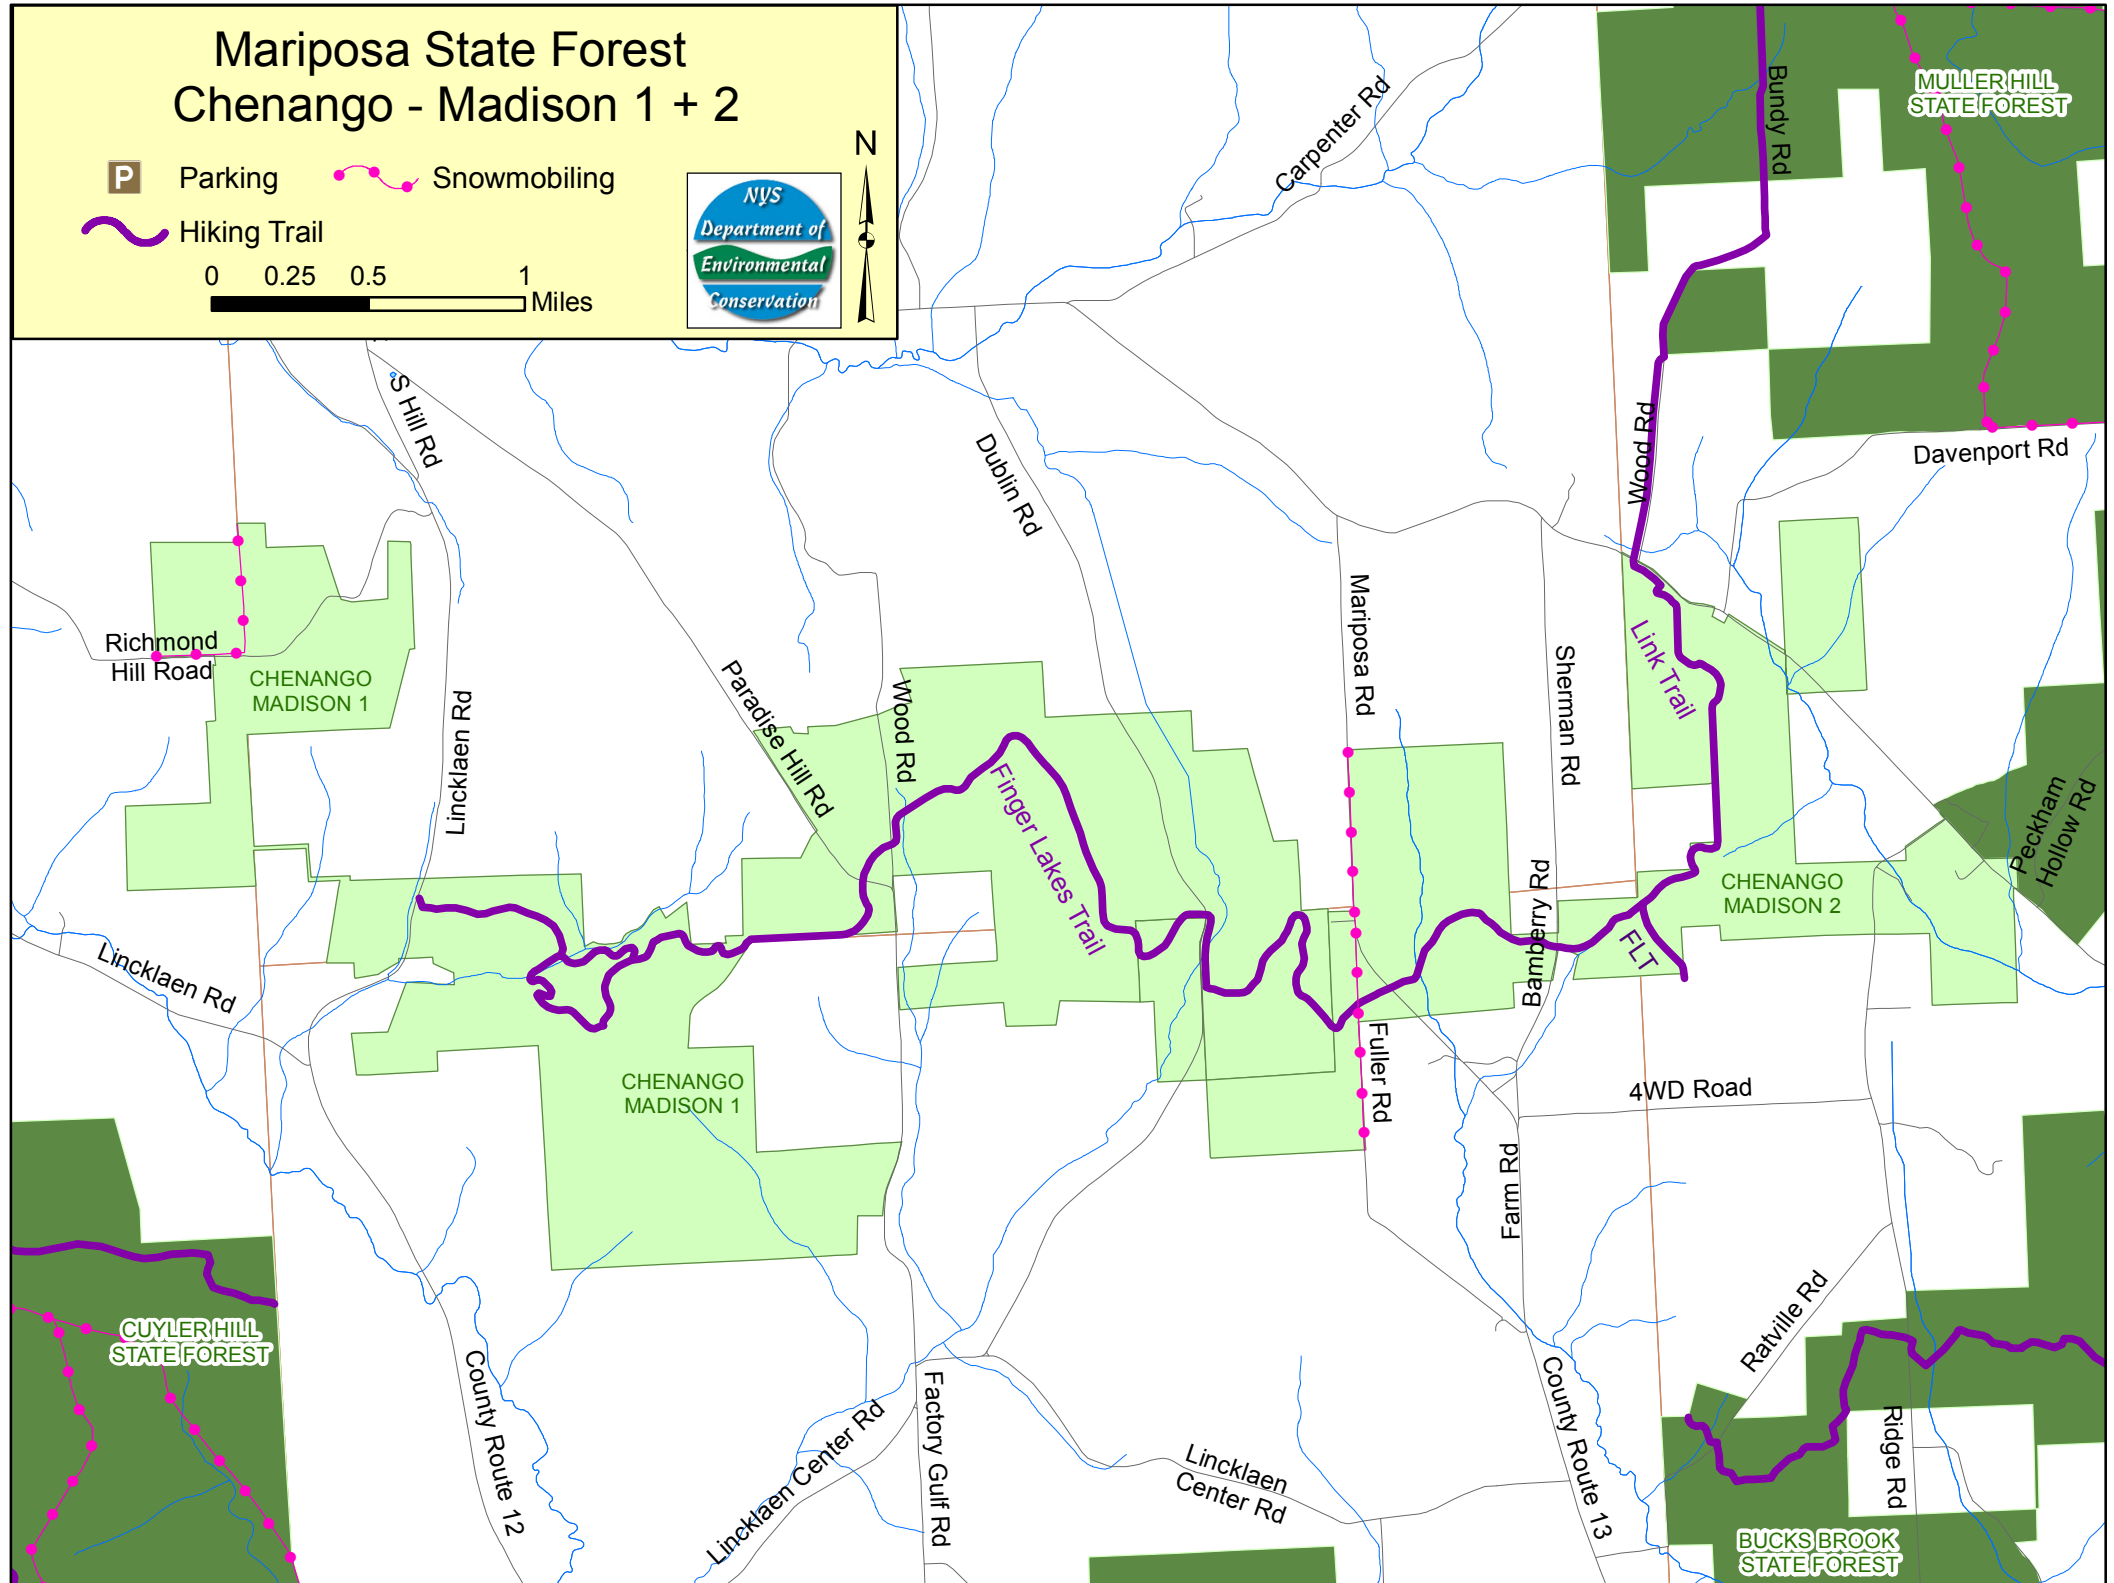 Mariposa State Forest
Chenango - Madison 1 + 2
P Parking
Snowmobiling
Hiking Trail
0 0.25 0.5 1
Miles
NYS
Department of
Environmental
Conservation
N
Carpenter Rd
Bundy Rd
MULLER HILL
STATE FOREST
S Hill Rd
Dublin Rd
Wood Rd
Davenport Rd
Richmond
Hill Road
CHENANGO
MADISON 1
Lincklaen Rd
Paradise Hill Rd
Wood Rd
Mariposa Rd
Sherman Rd
Link Trail
Finger Lakes Trail
Peckham
Hollow Rd
CHENANGO
MADISON 2
Bamberry Rd
FLT
Lincklaen Rd
CHENANGO
MADISON 1
Fuller Rd
4WD Road
Farm Rd
CUYLER HILL
STATE FOREST
Ratville Rd
County Route 12
Factory Gulf Rd
Lincklaen Center Rd
Lincklaen
Center Rd
County Route 13
Ridge Rd
BUCKS BROOK
STATE FOREST